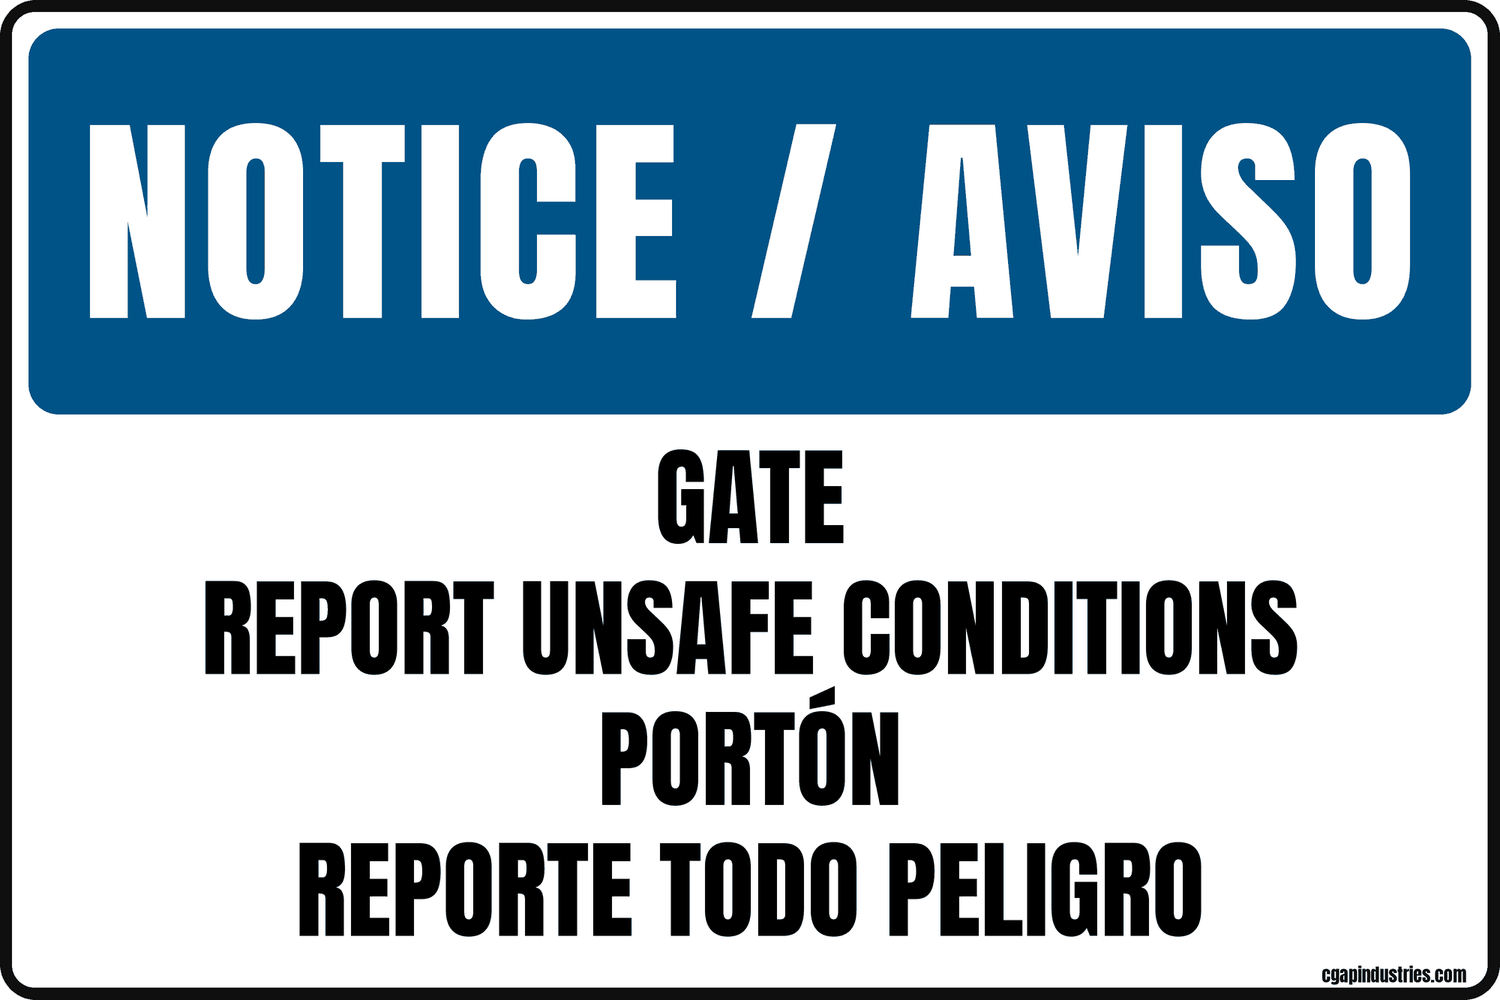 NOTICE / AVISO
GATE
REPORT UNSAFE CONDITIONS
PORTÓN
REPORTE TODO PELIGRO
cgapindustries.com